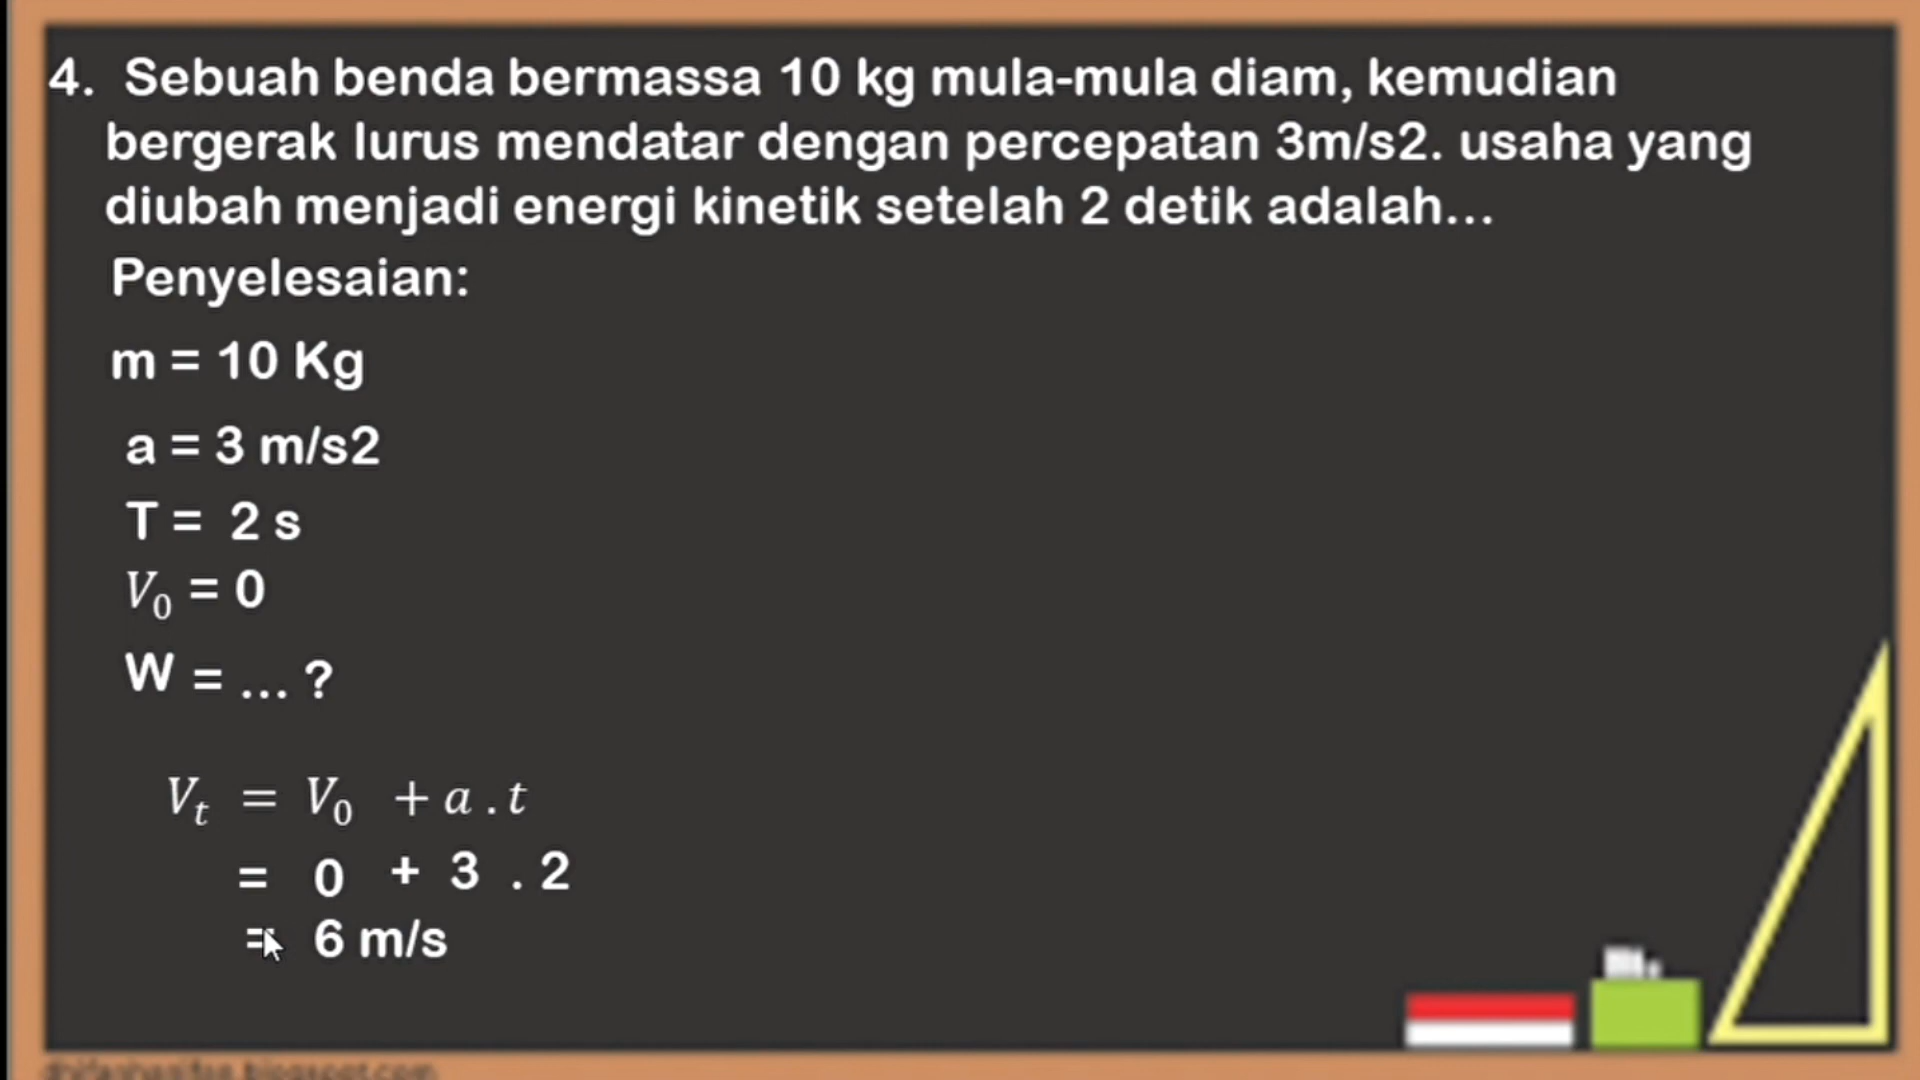 4. Sebuah benda bermassa 10 kg mula-mula diam, kemudian
bergerak lurus mendatar dengan percepatan 3m/s2. usaha yang
diubah menjadi energi kinetik setelah 2 detik adalah...
Penyelesaian:
m = 10 Kg
a = 3 m/s2
T = 2 s
V₀ = 0
W = ... ?
Vₜ = V₀ + a . t
= 0 + 3 . 2
= 6 m/s